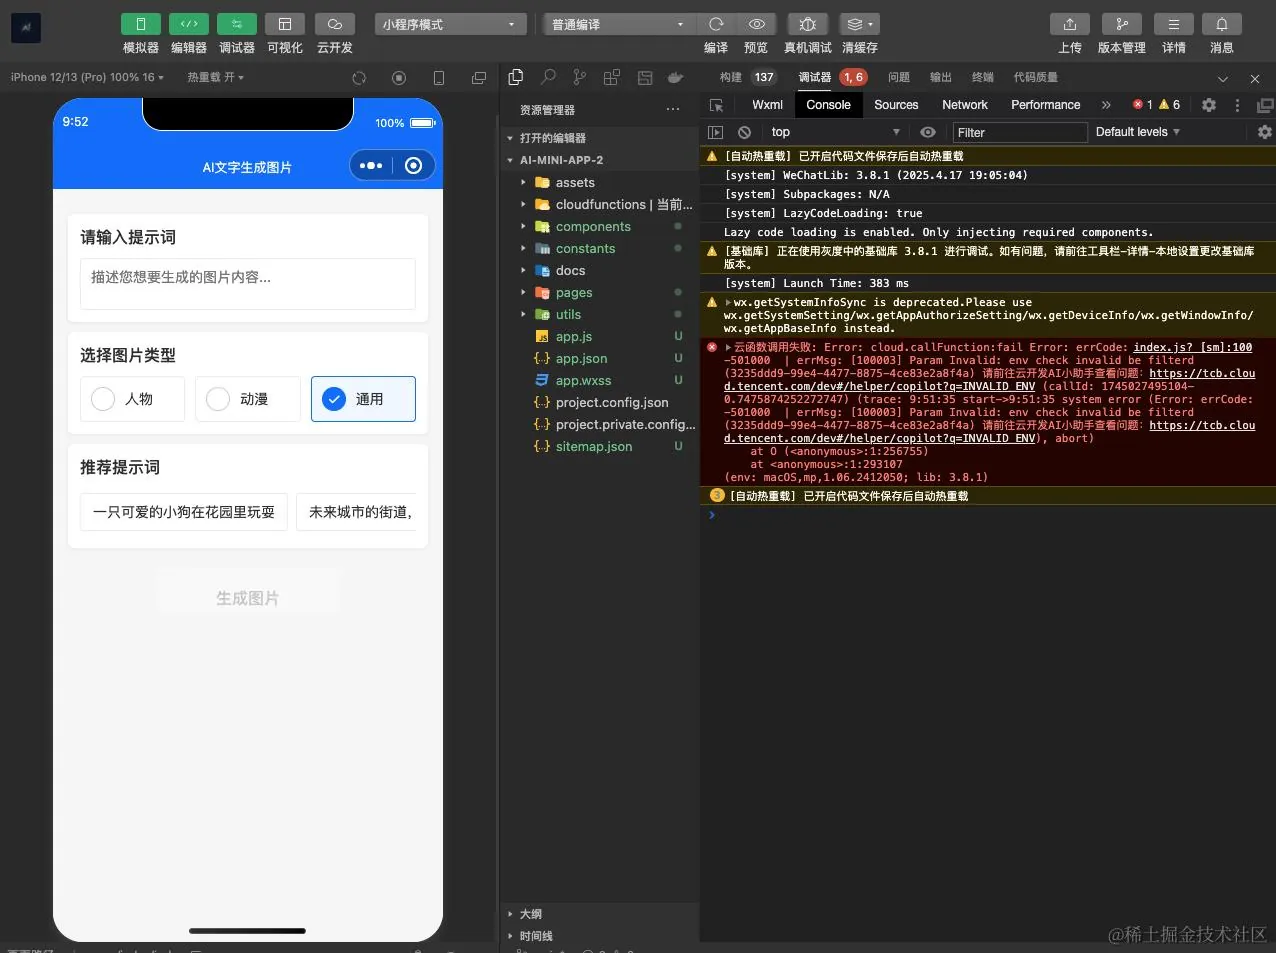 模拟器
编辑器
调试器
可视化
云开发
小程序模式
普通编译
编译
预览
真机调试
清缓存
上传
版本管理
详情
消息
iPhone 12/13 (Pro) 100% 16
热重载 开
9:52
100%
AI文字生成图片
请输入提示词
描述您想要生成的图片内容...
选择图片类型
人物
动漫
通用
推荐提示词
一只可爱的小狗在花园里玩耍
未来城市的街道,
生成图片
资源管理器
打开的编辑器
AI-MINI-APP-2
assets
cloudfunctions | 当前...
components
constants
docs
pages
utils
app.js U
app.json U
app.wxss U
project.config.json
project.private.config...
sitemap.json U
大纲
时间线
构建 137 调试器 1, 6 问题 输出 终端 代码质量
Wxml Console Sources Network Performance » 1 6
top Filter Default levels
[自动热重载] 已开启代码文件保存后自动热重载
[system] WeChatLib: 3.8.1 (2025.4.17 19:05:04)
[system] Subpackages: N/A
[system] LazyCodeLoading: true
Lazy code loading is enabled. Only injecting required components.
[基础库] 正在使用灰度中的基础库 3.8.1 进行调试。如有问题，请前往工具栏-详情-本地设置更改基础库
版本。
[system] Launch Time: 383 ms
wx.getSystemInfoSync is deprecated.Please use
wx.getSystemSetting/wx.getAppAuthorizeSetting/wx.getDeviceInfo/wx.getWindowInfo/
wx.getAppBaseInfo instead.
云函数调用失败: Error: cloud.callFunction:fail Error: errCode: index.js? [sm]:100
-501000 | errMsg: [100003] Param Invalid: env check invalid be filterd
(3235ddd9-99e4-4477-8875-4ce83e2a8f4a) 请前往云开发AI小助手查看问题：https://tcb.clou
d.tencent.com/dev#/helper/copilot?q=INVALID_ENV (callId: 1745027495104-
0.7475874252272747) (trace: 9:51:35 start->9:51:35 system error (Error: errCode:
-501000 | errMsg: [100003] Param Invalid: env check invalid be filterd
(3235ddd9-99e4-4477-8875-4ce83e2a8f4a) 请前往云开发AI小助手查看问题：https://tcb.clou
d.tencent.com/dev#/helper/copilot?q=INVALID_ENV), abort)
at O (<anonymous>:1:256755)
at <anonymous>:1:293107
(env: macOS,mp,1.06.2412050; lib: 3.8.1)
3 [自动热重载] 已开启代码文件保存后自动热重载
@稀土掘金技术社区